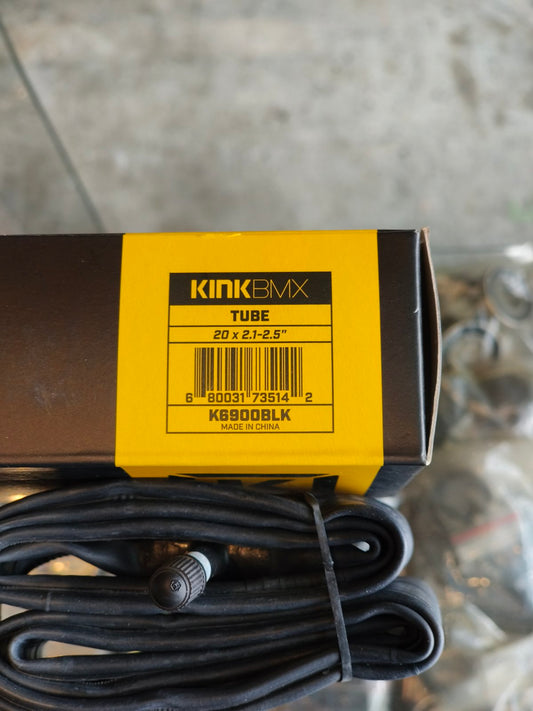 KINKBMX
TUBE
20 x 2.1-2.5"
6 80031 73514 2
K6900BLK
MADE IN CHINA